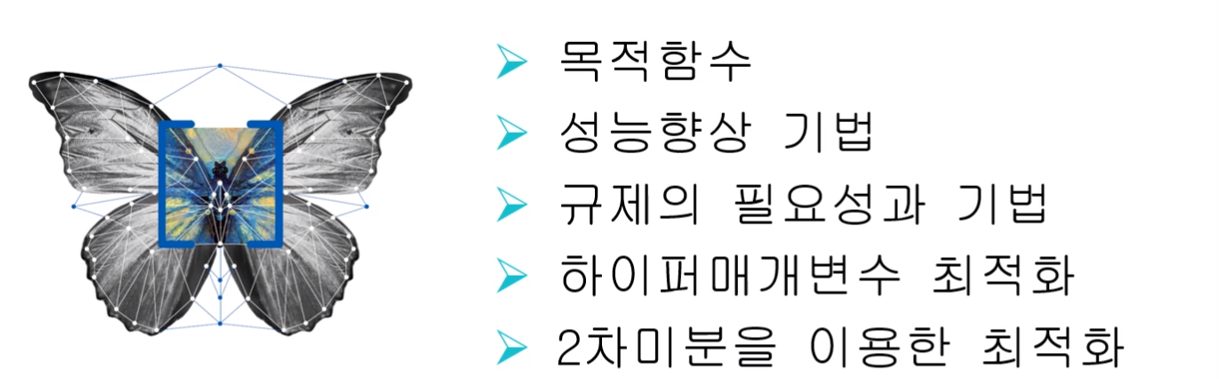 목적함수
성능향상 기법
규제의 필요성과 기법
하이퍼매개변수 최적화
2차미분을 이용한 최적화